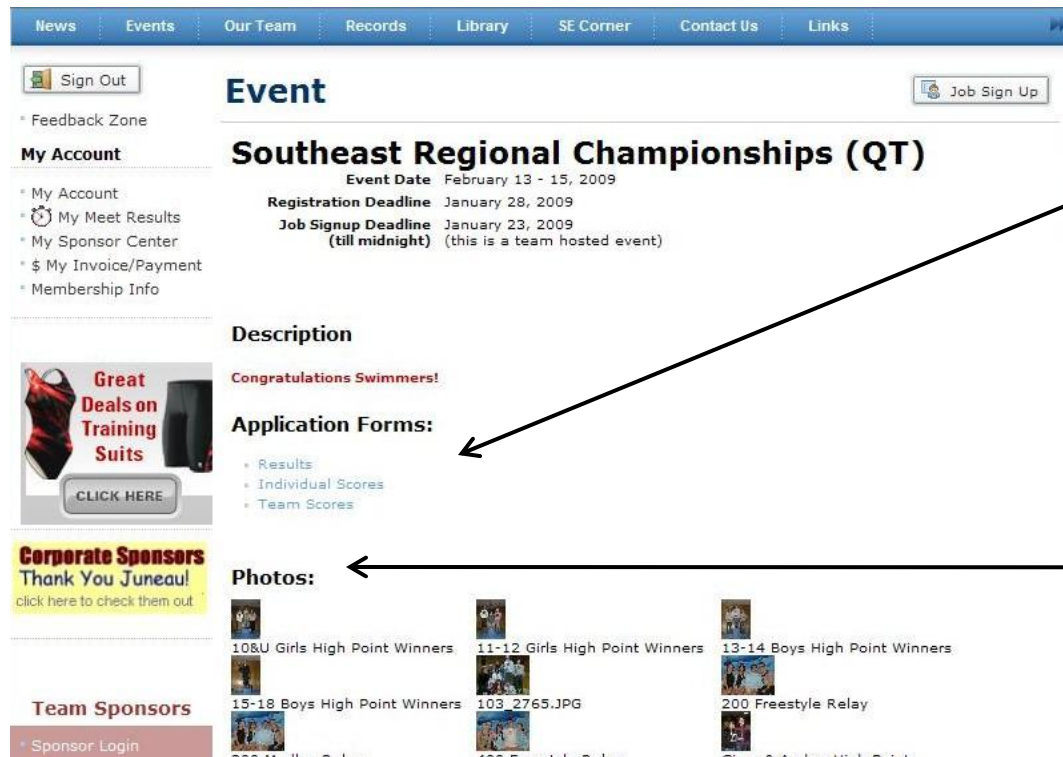 News Events Our Team Records Library SE Corner Contact Us Links
Sign Out
Feedback Zone
My Account
My Account
My Meet Results
My Sponsor Center
$ My Invoice/Payment
Membership Info
Great
Deals on
Training
Suits
CLICK HERE
Corporate Sponsors
Thank You Juneau!
click here to check them out
Team Sponsors
Sponsor Login
Event
Job Sign Up
Southeast Regional Championships (QT)
Event Date February 13 - 15, 2009
Registration Deadline January 28, 2009
Job Signup Deadline January 23, 2009
(till midnight) (this is a team hosted event)
Description
Congratulations Swimmers!
Application Forms:
Results
Individual Scores
Team Scores
Photos:
10&U Girls High Point Winners 11-12 Girls High Point Winners 13-14 Boys High Point Winners
15-18 Boys High Point Winners 103_2765.JPG 200 Freestyle Relay